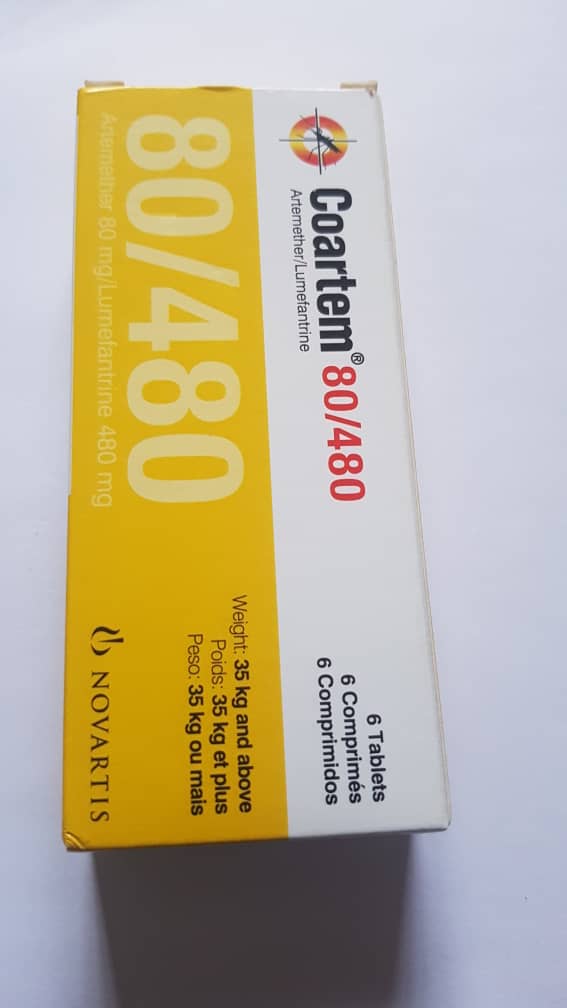 Coartem® 80/480
Artemether/Lumefantrine
6 Tablets
6 Comprimés
6 Comprimidos
80/480
Artemether 80 mg/Lumefantrine 480 mg
Weight: 35 kg and above
Poids: 35 kg et plus
Peso: 35 kg ou mais
NOVARTIS